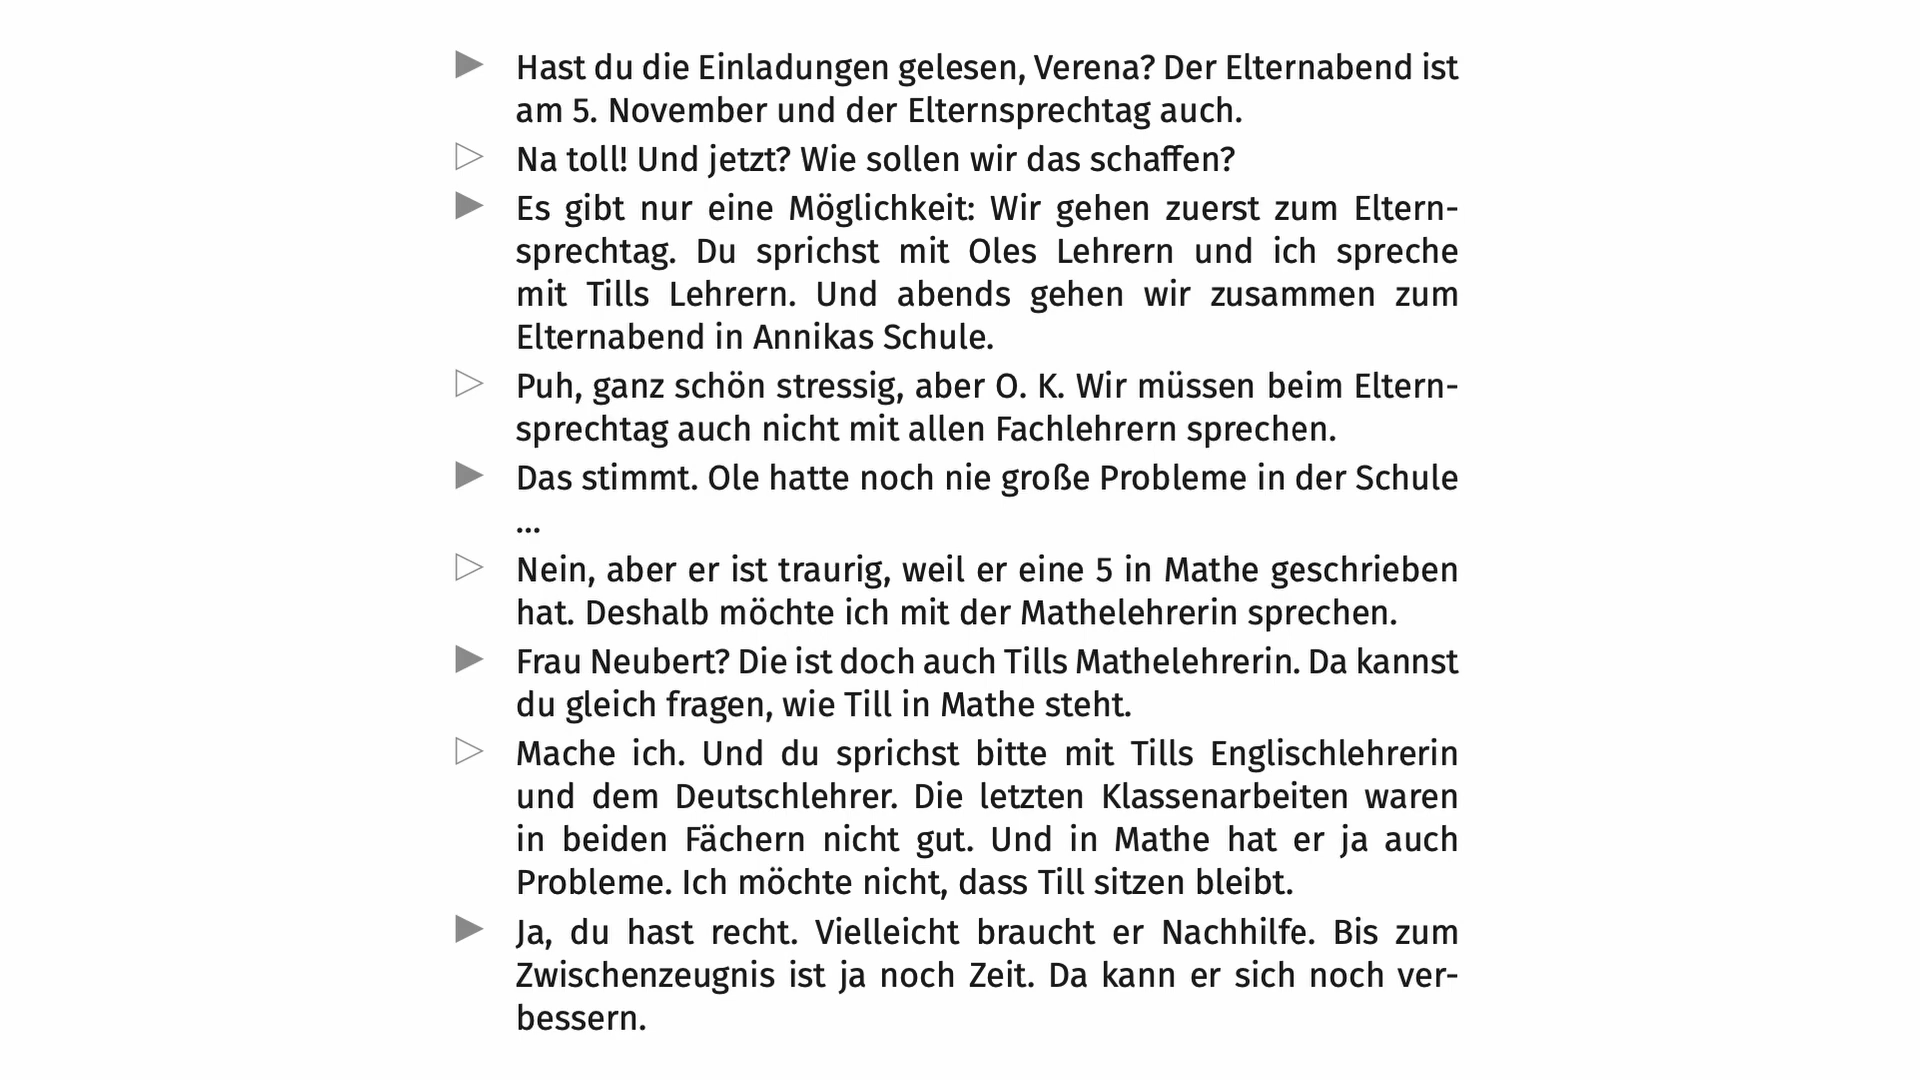 Hast du die Einladungen gelesen, Verena? Der Elternabend ist
am 5. November und der Elternsprechtag auch.
Na toll! Und jetzt? Wie sollen wir das schaffen?
Es gibt nur eine Möglichkeit: Wir gehen zuerst zum Eltern-
sprechtag. Du sprichst mit Oles Lehrern und ich spreche
mit Tills Lehrern. Und abends gehen wir zusammen zum
Elternabend in Annikas Schule.
Puh, ganz schön stressig, aber O. K. Wir müssen beim Eltern-
sprechtag auch nicht mit allen Fachlehrern sprechen.
Das stimmt. Ole hatte noch nie große Probleme in der Schule
...
Nein, aber er ist traurig, weil er eine 5 in Mathe geschrieben
hat. Deshalb möchte ich mit der Mathelehrerin sprechen.
Frau Neubert? Die ist doch auch Tills Mathelehrerin. Da kannst
du gleich fragen, wie Till in Mathe steht.
Mache ich. Und du sprichst bitte mit Tills Englischlehrerin
und dem Deutschlehrer. Die letzten Klassenarbeiten waren
in beiden Fächern nicht gut. Und in Mathe hat er ja auch
Probleme. Ich möchte nicht, dass Till sitzen bleibt.
Ja, du hast recht. Vielleicht braucht er Nachhilfe. Bis zum
Zwischenzeugnis ist ja noch Zeit. Da kann er sich noch ver-
bessern.